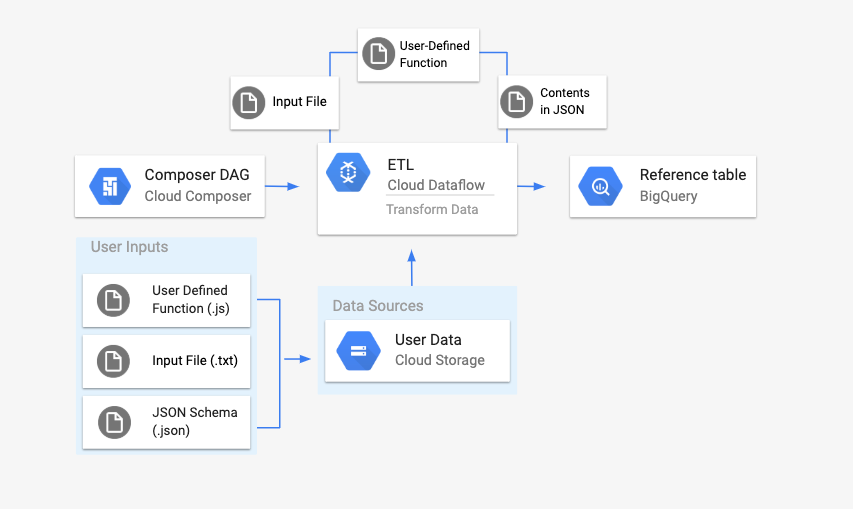 User-Defined
Function
Input File
Contents
in JSON
Composer DAG
Cloud Composer
ETL
Cloud Dataflow
Transform Data
Reference table
BigQuery
User Inputs
User Defined
Function (.js)
Input File (.txt)
JSON Schema
(.json)
Data Sources
User Data
Cloud Storage